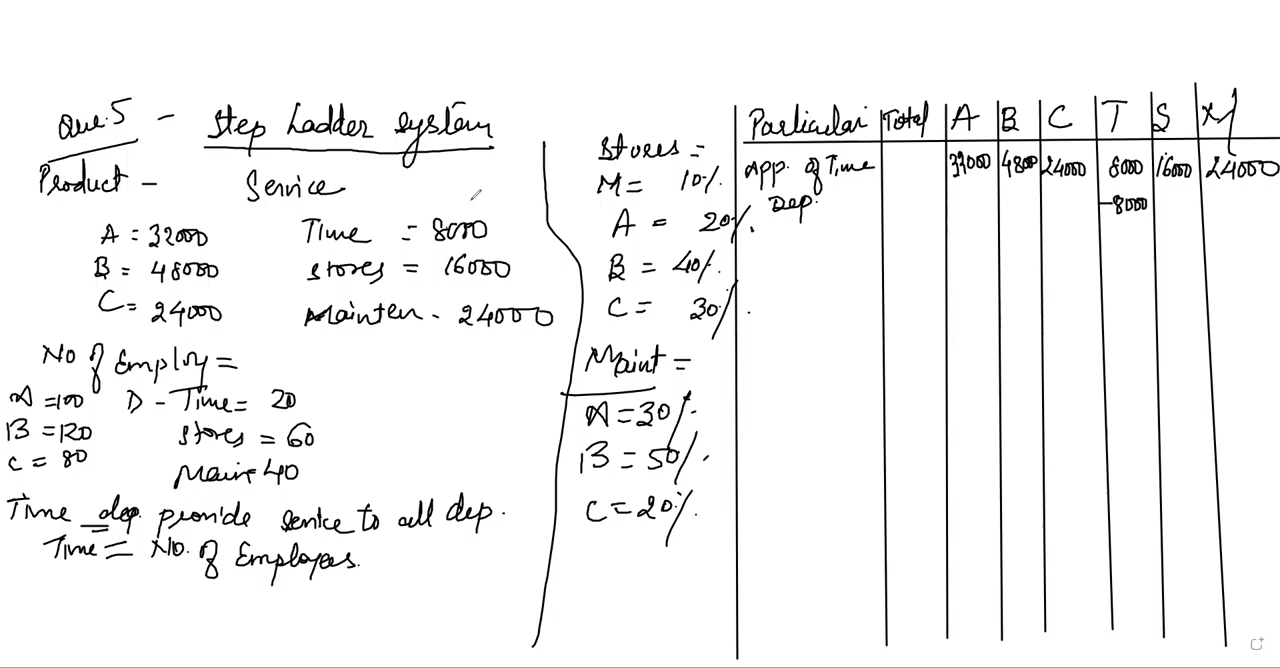 Que.5 - Step Ladder system
Product - Service
A = 32000 Time = 8000
B = 48000 Stores = 16000
C = 24000 Mainten - 24000
No of Employ =
A = 100 D - Time = 20
B = 120 Stores = 60
C = 80 Main = 40
Time dep. provide service to all dep.
Time = No. of Employees.
Stores =
M = 10%
A = 20%.
B = 40%.
C = 30%.
Maint =
A = 30%.
B = 50%.
C = 20%.
Particular Total A B C T S
App. of Time 32000 4800 24000 8000 16000 24000
Dep. -8000